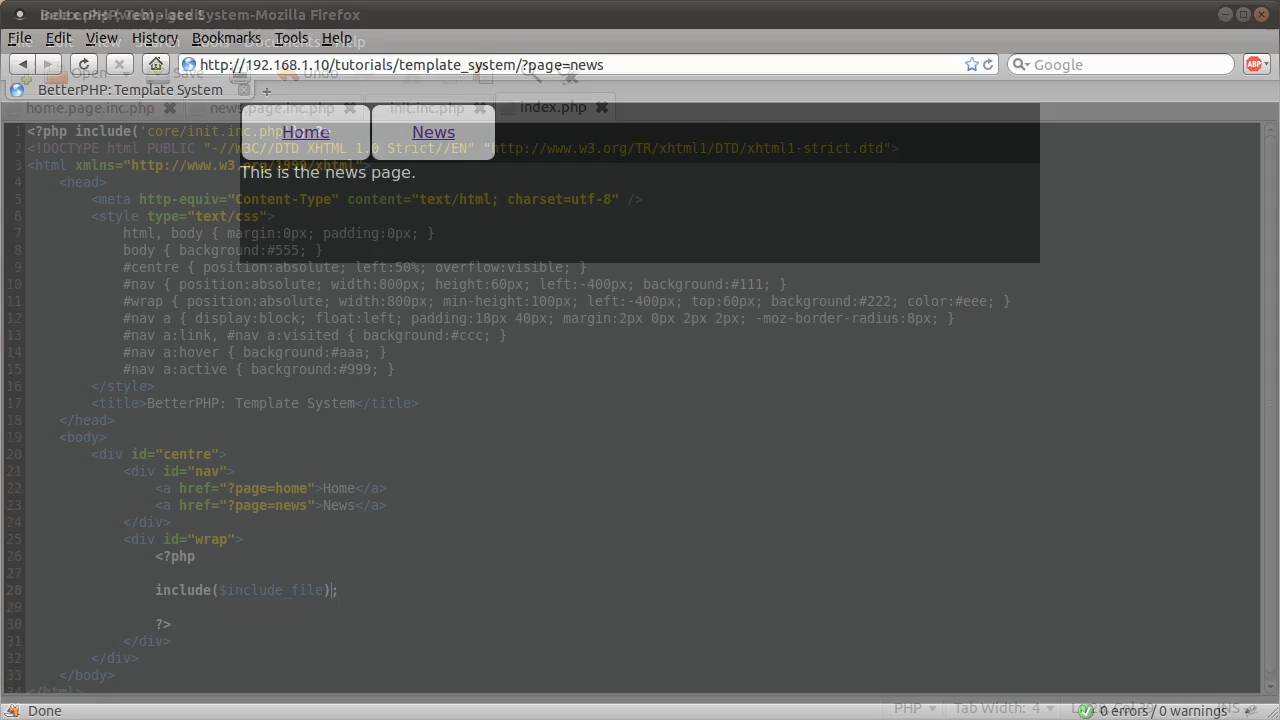 BetterPHP: Template System-Mozilla Firefox
File Edit View History Bookmarks Tools Help
http://192.168.1.10/tutorials/template_system/?page=news
Google
ABP
BetterPHP: Template System
Open Save Undo
home.page.inc.php news.page.inc.php init.inc.php index.php
Home News
This is the news page.
1 <?php include('core/init.inc.php
2 <!DOCTYPE html PUBLIC "-//W3C//DTD XHTML 1.0 Strict//EN" "http://www.w3.org/TR/xhtml1/DTD/xhtml1-strict.dtd">
3 <html xmlns="http://www.w3.org/1999/xhtml">
4 <head>
5 <meta http-equiv="Content-Type" content="text/html; charset=utf-8" />
6 <style type="text/css">
7 html, body { margin:0px; padding:0px; }
8 body { background:#555; }
9 #centre { position:absolute; left:50%; overflow:visible; }
10 #nav { position:absolute; width:800px; height:60px; left:-400px; background:#111; }
11 #wrap { position:absolute; width:800px; min-height:100px; left:-400px; top:60px; background:#222; color:#eee; }
12 #nav a { display:block; float:left; padding:18px 40px; margin:2px 0px 2px 2px; -moz-border-radius:8px; }
13 #nav a:link, #nav a:visited { background:#ccc; }
14 #nav a:hover { background:#aaa; }
15 #nav a:active { background:#999; }
16 </style>
17 <title>BetterPHP: Template System</title>
18 </head>
19 <body>
20 <div id="centre">
21 <div id="nav">
22 <a href="?page=home">Home</a>
23 <a href="?page=news">News</a>
24 </div>
25 <div id="wrap">
26 <?php
27
28 include($include_file);
29
30 ?>
31 </div>
32 </div>
33 </body>
34 </html>
PHP Tab Width: 4 INS
Done 0 errors / 0 warnings